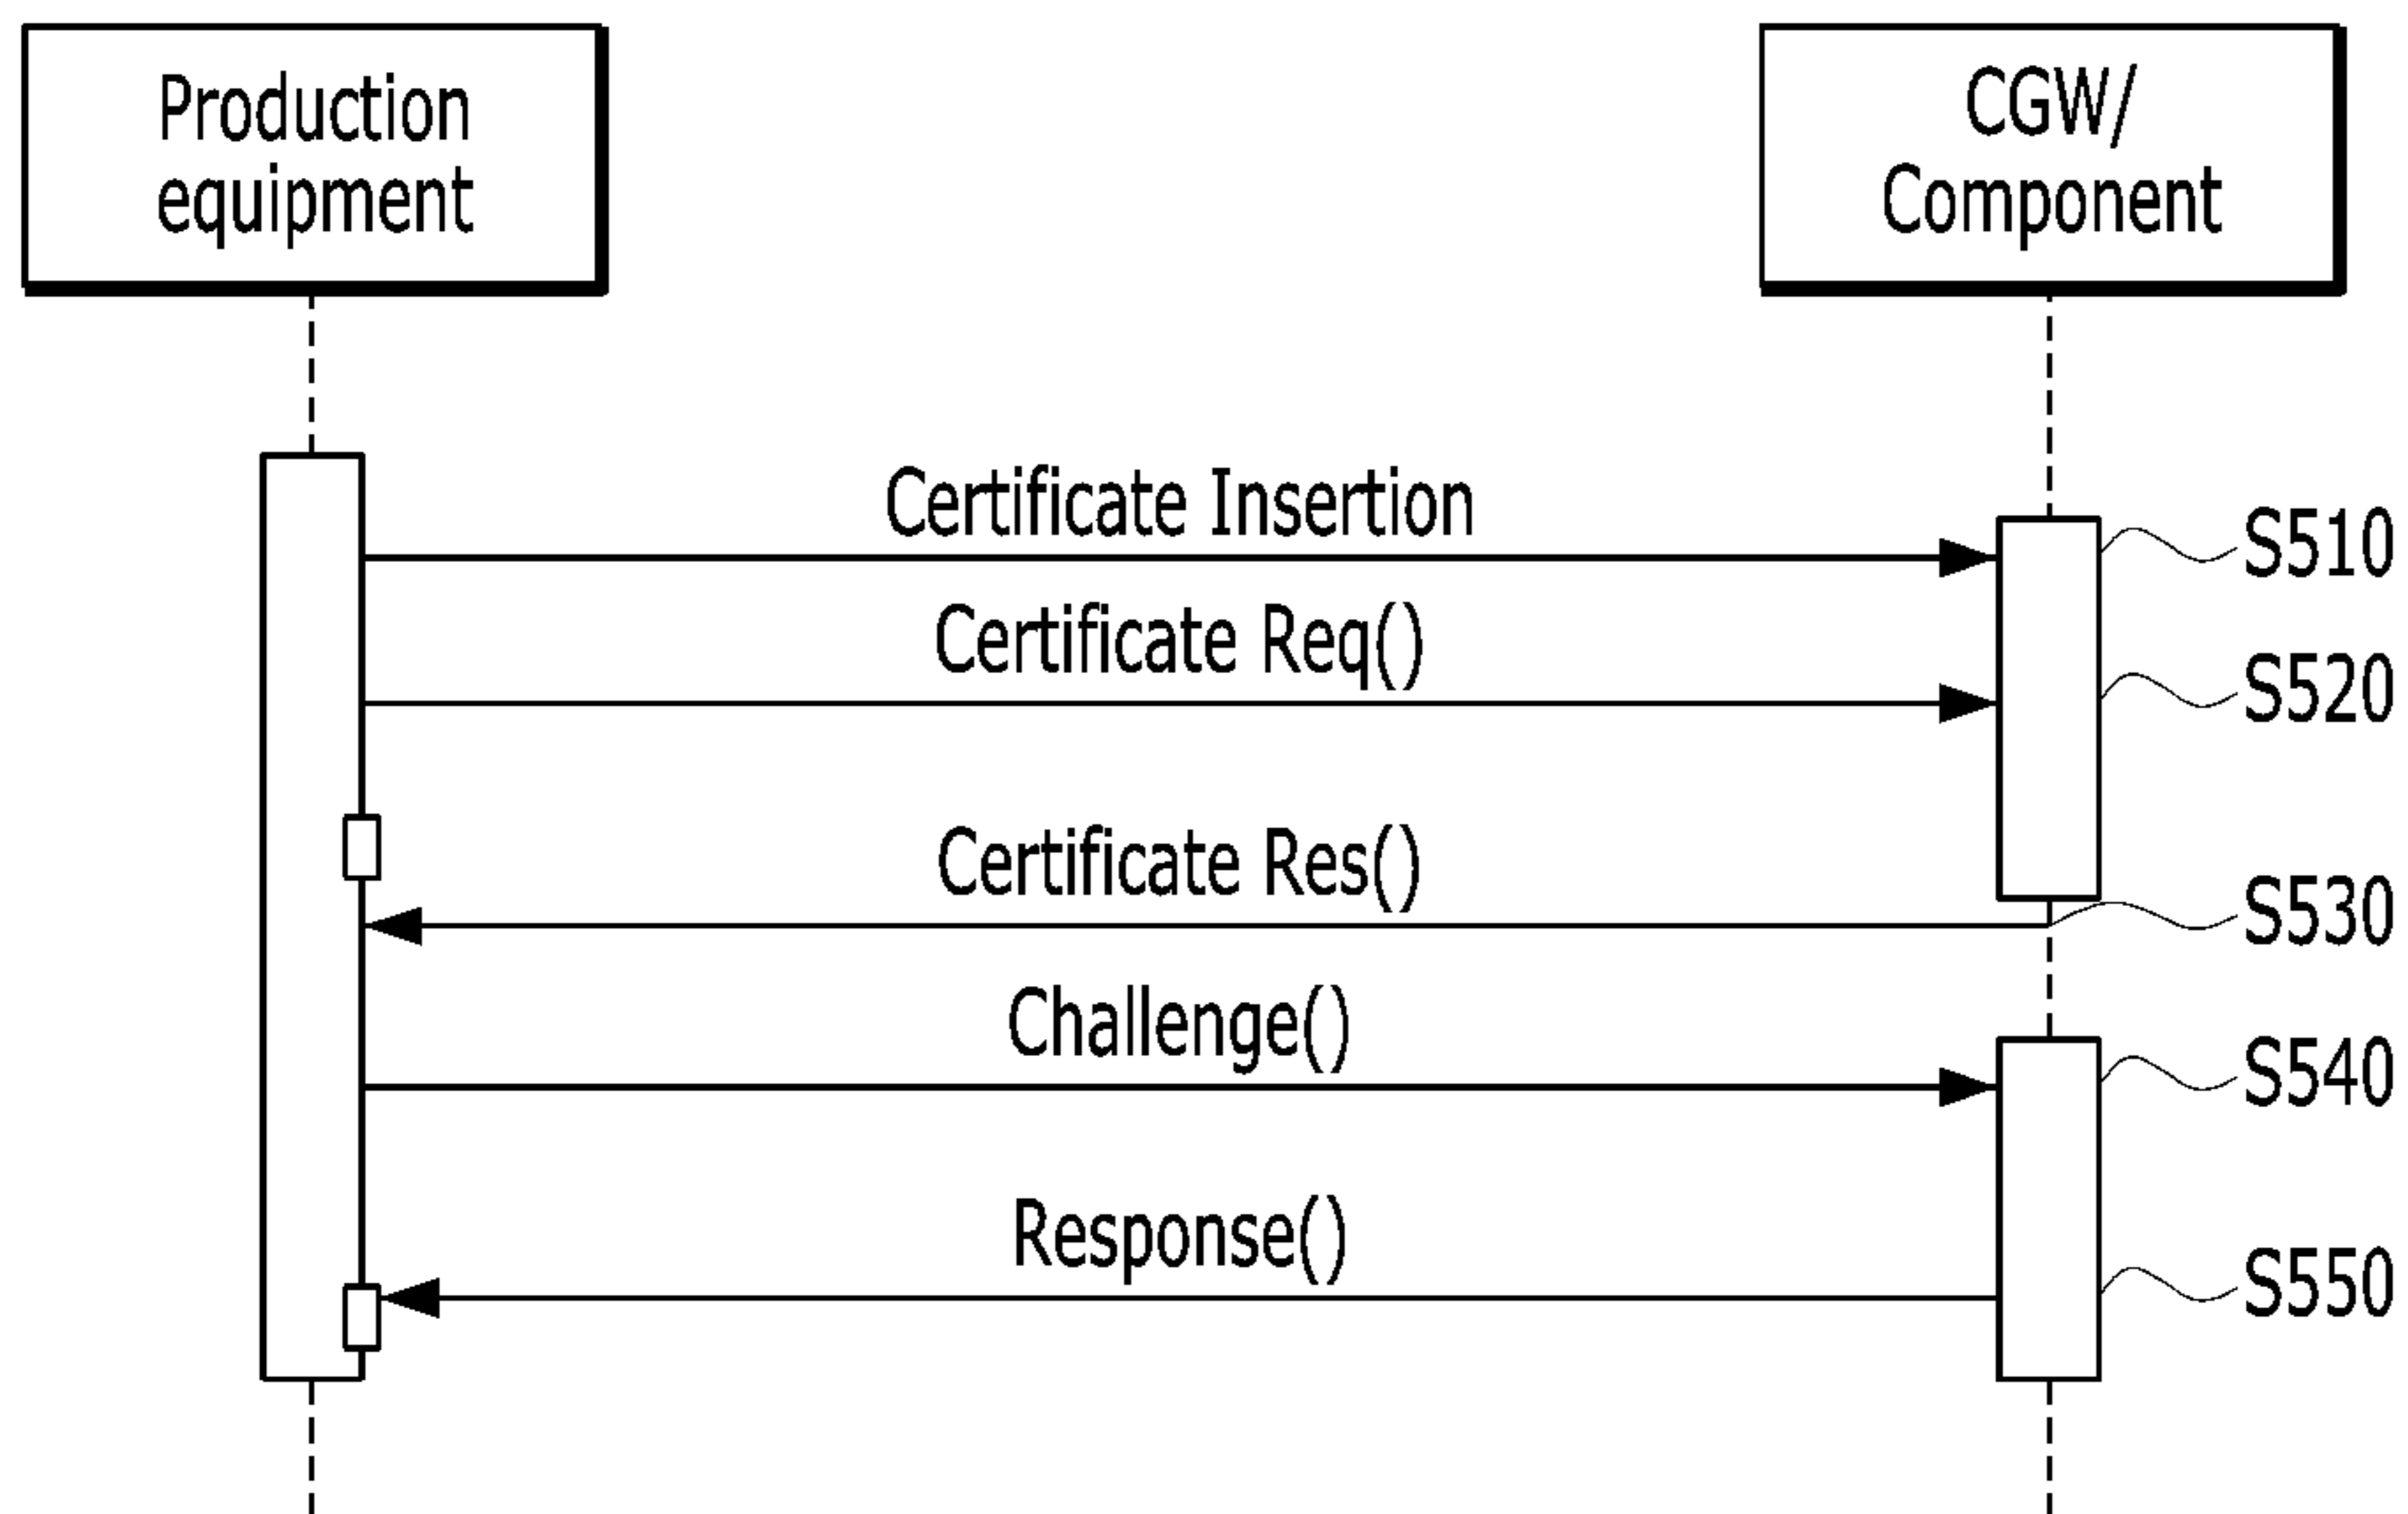 Production
equipment
CGW/
Component
Certificate Insertion
S510
Certificate Req()
S520
Certificate Res()
S530
Challenge()
S540
Response()
S550